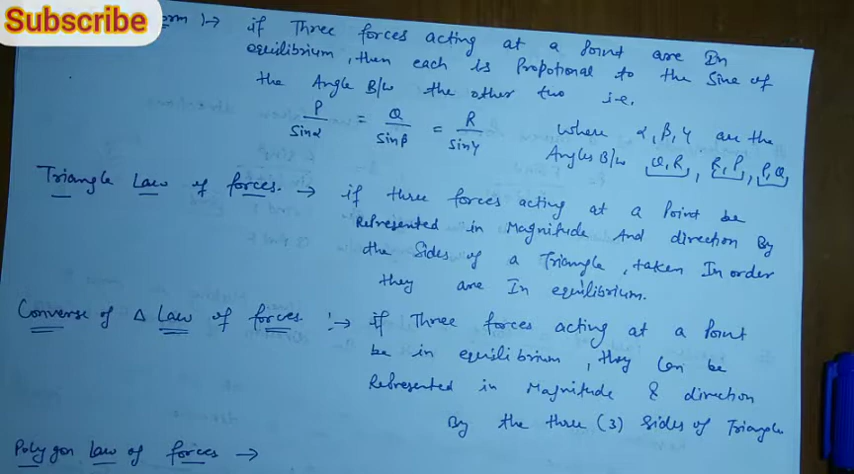 Subscribe
:→ if Three forces acting at a Point are In
equilibrium, then each is Propotional to the Sine of
the Angle B/w the other two i.e.
P/Sinα = Q/Sinβ = R/Sinγ where α, β, γ are the
Angles B/w Q,R, R,P, P,Q
Triangle Law of forces. → if three forces acting at a Point be
Represented in Magnitude And direction By
the Sides of a Triangle, taken In order
they are In equilibrium.
Converse of Δ Law of forces :→ if Three forces acting at a Point
be in equilibrium, they Can be
Represented in Magnitude & direction
By the three (3) Sides of Triangle
Polygon Law of forces →